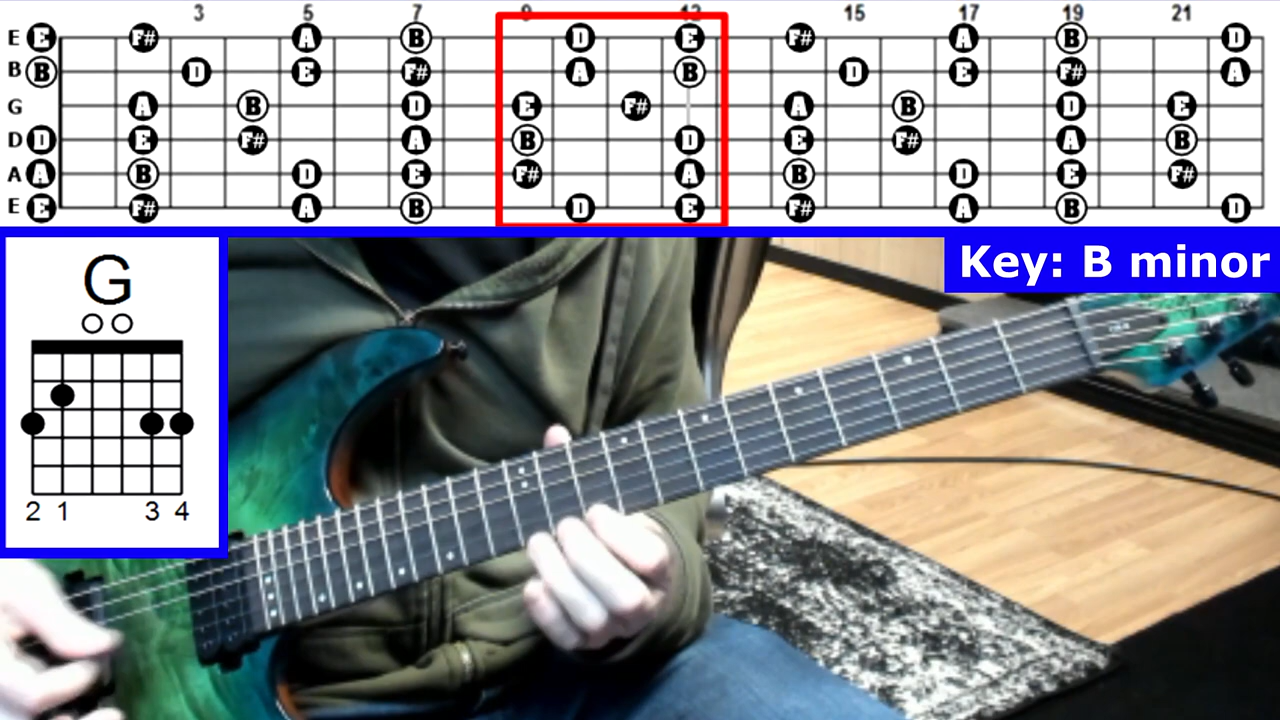 3 5 7 9 12 15 17 19 21
E E F# A B D E F# A B D
B B D E F# A B D E F# A
G A B D E F# A B D E
D D E F# A B D E F# A B
A A B D E F# A B D E F#
E E F# A B D E F# A B D
Key: B minor
G
2 1 3 4